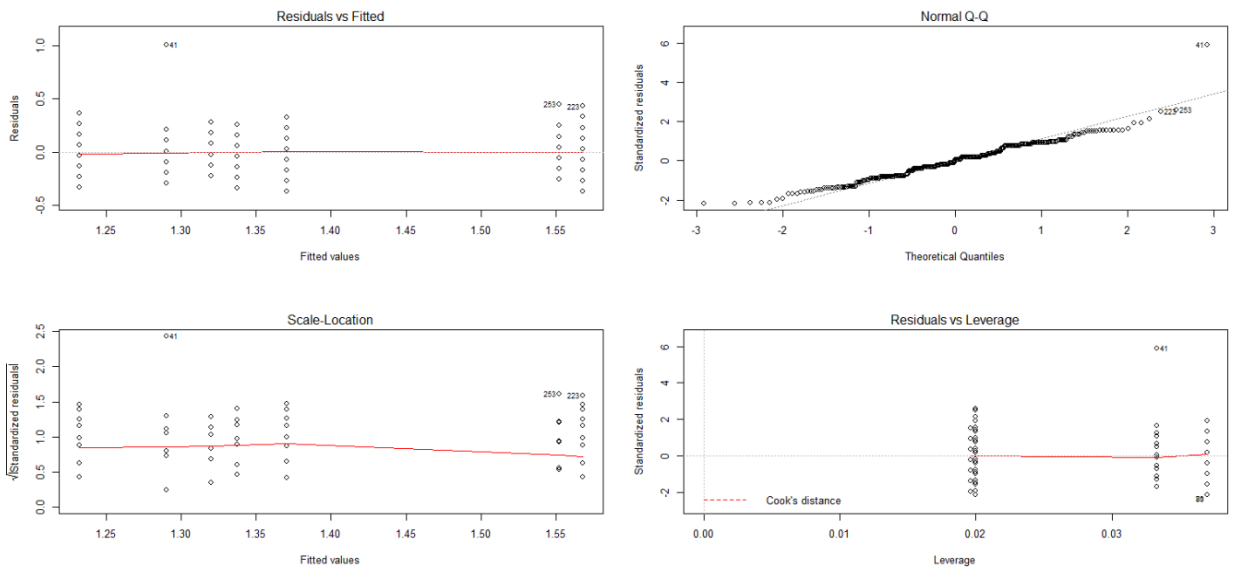 Residuals vs Fitted
Residuals
1.0
0.5
0.0
-0.5
41
253
223
1.25 1.30 1.35 1.40 1.45 1.50 1.55
Fitted values
Normal Q-Q
Standardized residuals
6
4
2
0
-2
41
223
253
-3 -2 -1 0 1 2 3
Theoretical Quantiles
Scale-Location
√|Standardized residuals|
2.5
2.0
1.5
1.0
0.5
0.0
41
253
223
1.25 1.30 1.35 1.40 1.45 1.50 1.55
Fitted values
Residuals vs Leverage
Standardized residuals
6
4
2
0
-2
41
Cook's distance
0.00 0.01 0.02 0.03
Leverage